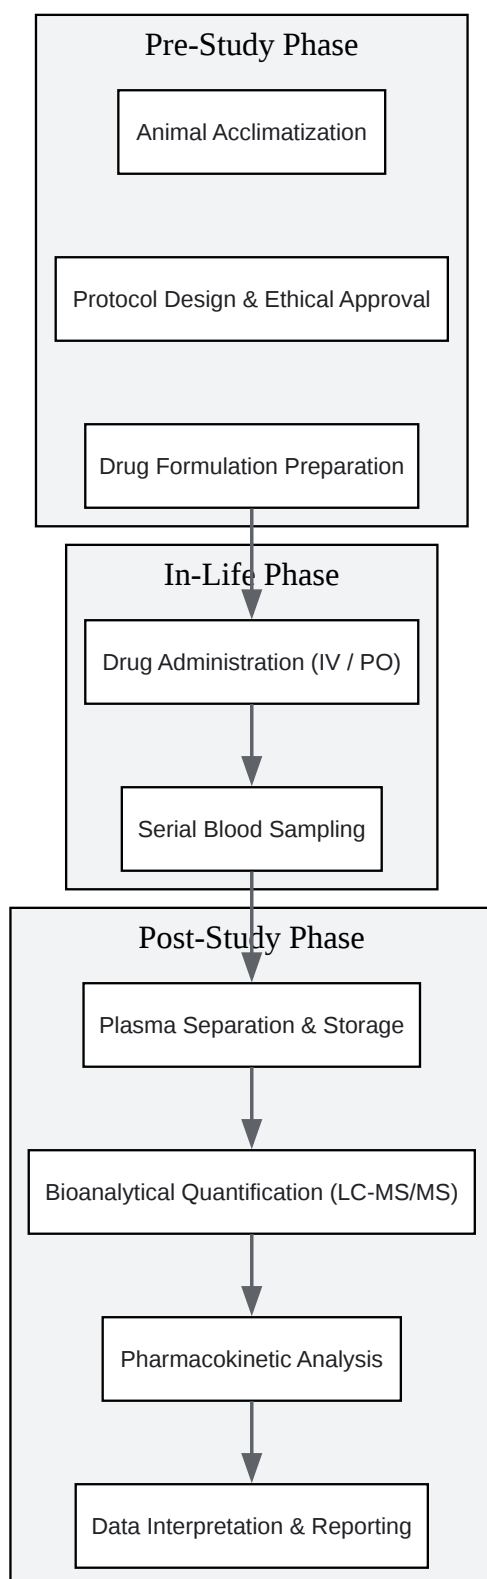 Pre-Study Phase
Animal Acclimatization
Protocol Design & Ethical Approval
Drug Formulation Preparation
In-Life Phase
Drug Administration (IV / PO)
Serial Blood Sampling
Post-Study Phase
Plasma Separation & Storage
Bioanalytical Quantification (LC-MS/MS)
Pharmacokinetic Analysis
Data Interpretation & Reporting